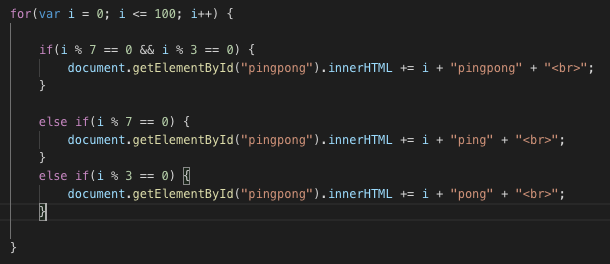 for(var i = 0; i <= 100; i++) {
if(i % 7 == 0 && i % 3 == 0) {
document.getElementById("pingpong").innerHTML += i + "pingpong" + "<br>";
}
else if(i % 7 == 0) {
document.getElementById("pingpong").innerHTML += i + "ping" + "<br>";
}
else if(i % 3 == 0) {
document.getElementById("pingpong").innerHTML += i + "pong" + "<br>";
}
}